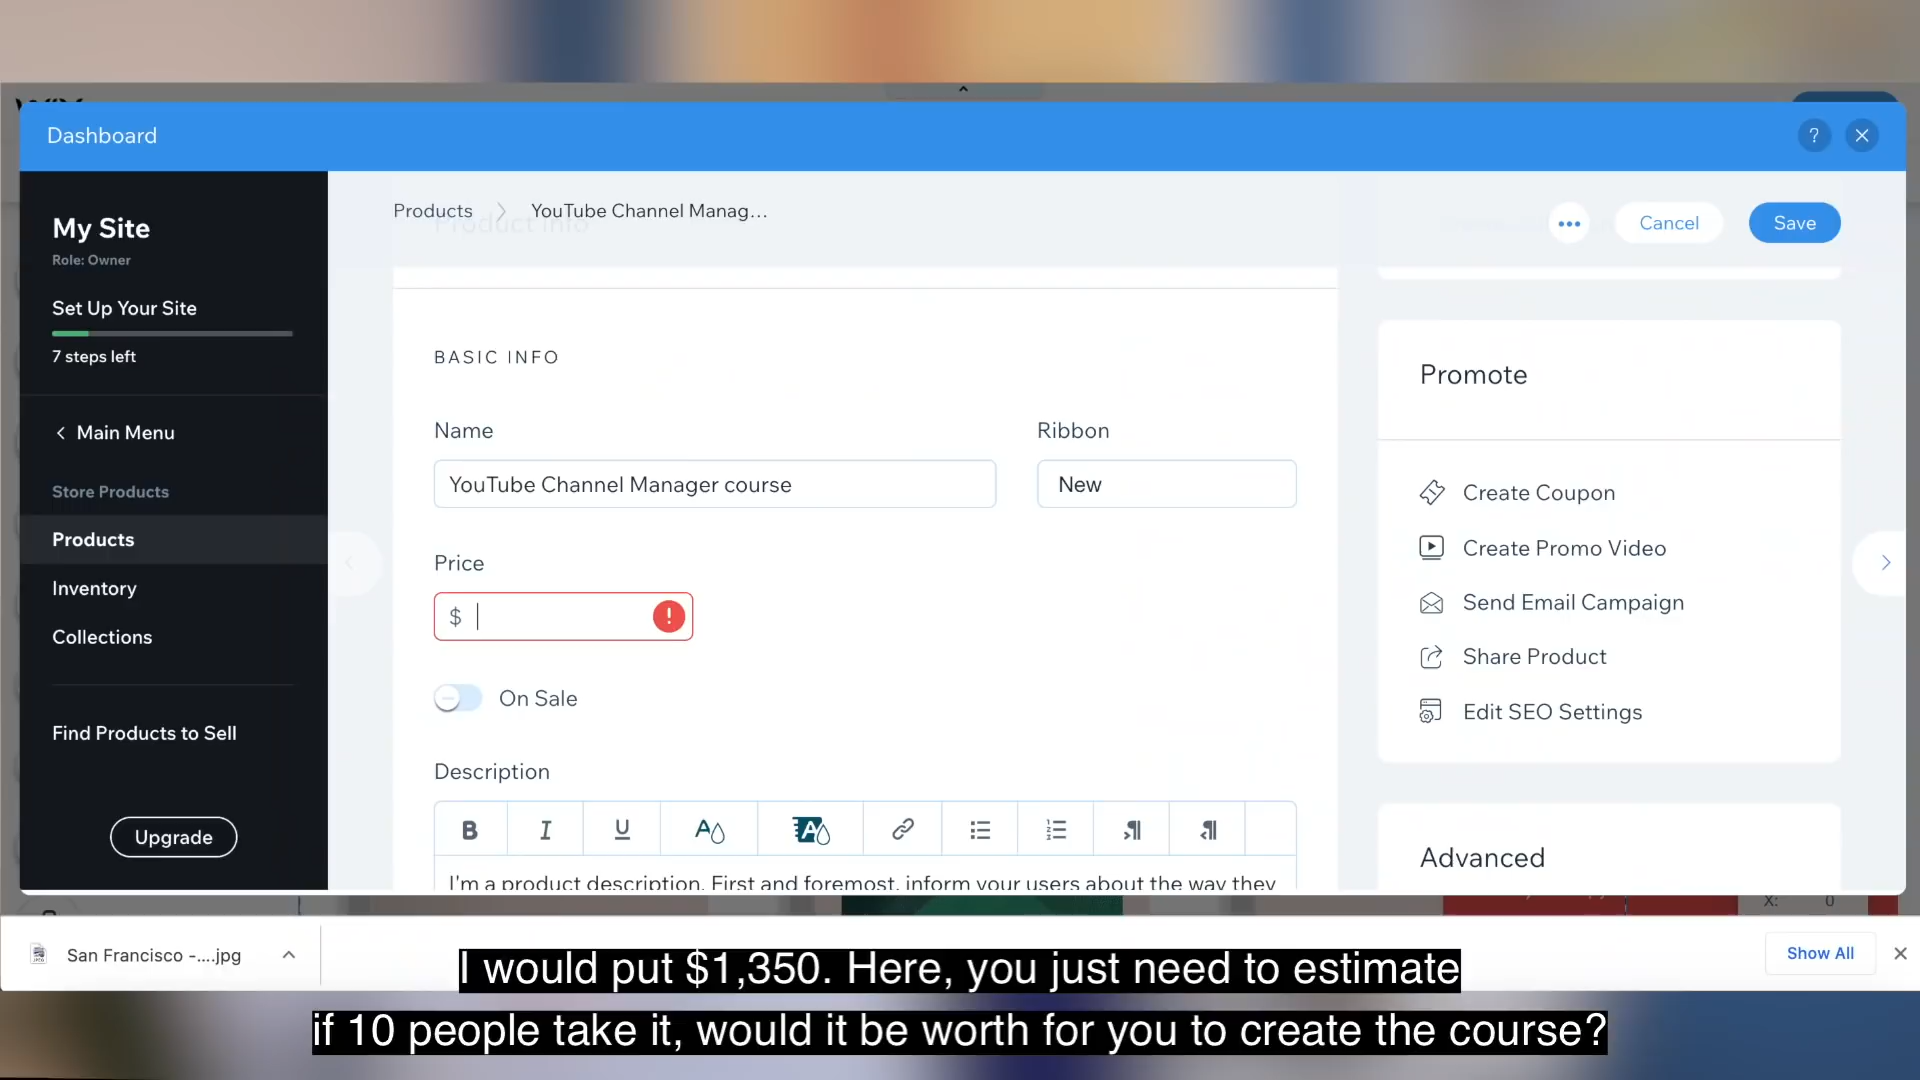 Dashboard
?
My Site
Role: Owner
Set Up Your Site
7 steps left
Main Menu
Store Products
Products
Inventory
Collections
Find Products to Sell
Upgrade
Products
YouTube Channel Manag...
Product Info
Cancel
Save
BASIC INFO
Name
Ribbon
YouTube Channel Manager course
New
Price
$
!
On Sale
Description
B I U A A
I'm a product description. First and foremost, inform your users about the way they
Promote
Create Coupon
Create Promo Video
Send Email Campaign
Share Product
Edit SEO Settings
Advanced
X: 0
San Francisco -....jpg
Show All
I would put $1,350. Here, you just need to estimate
if 10 people take it, would it be worth for you to create the course?